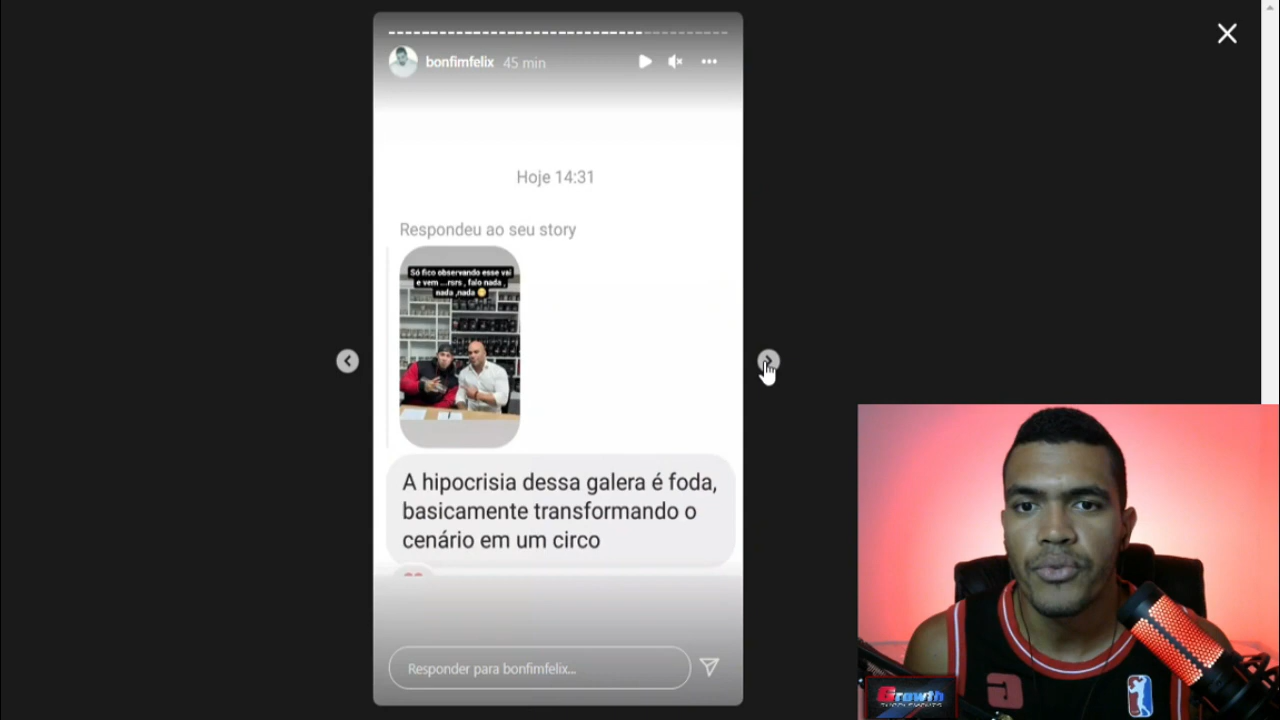 bonfimfelix 45 min
Hoje 14:31
Respondeu ao seu story
Só fico observando esse vai
e vem ...rsrs , falo nada ,
nada ,nada
A hipocrisia dessa galera é foda,
basicamente transformando o
cenário em um circo
Responder para bonfimfelix...
Growth
SUPPLEMENTS